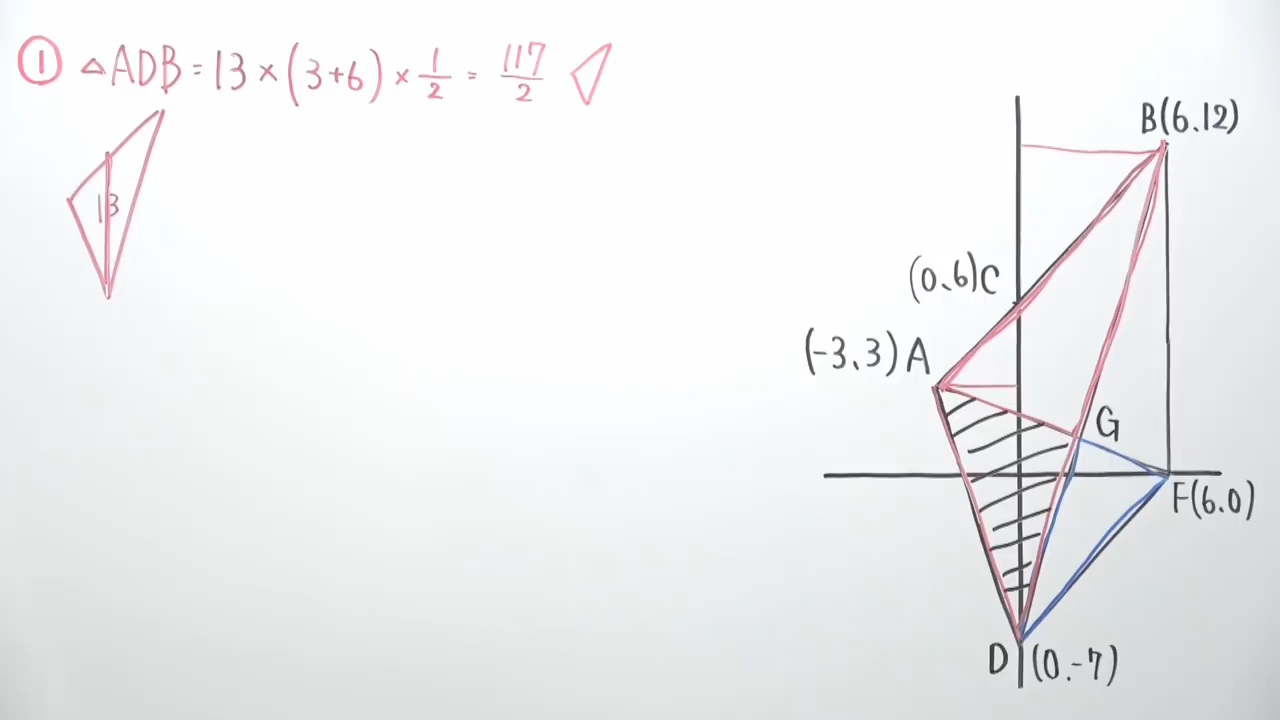 ① △ADB = 13 × (3+6) × 1/2 = 117/2
13
B(6.12)
(0、6)C
(-3、3)A
G
F(6.0)
D(0.-7)